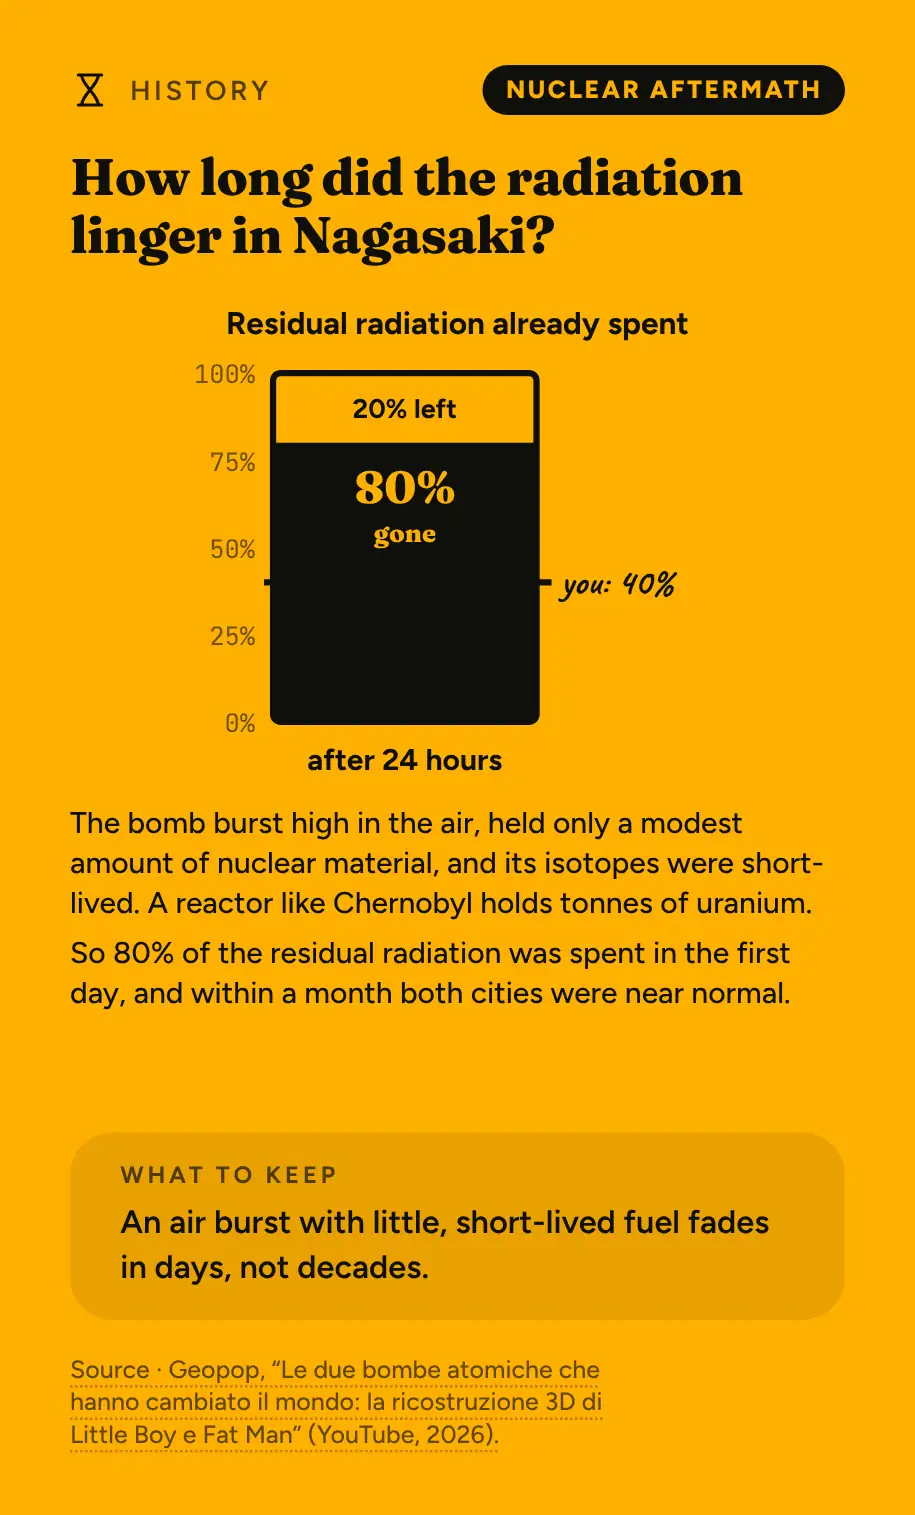 HISTORY
NUCLEAR AFTERMATH
How long did the radiation
linger in Nagasaki?
Residual radiation already spent
100%
20% left
75%
80%
gone
50%
you: 40%
25%
0%
after 24 hours
The bomb burst high in the air, held only a modest
amount of nuclear material, and its isotopes were short-
lived. A reactor like Chernobyl holds tonnes of uranium.
So 80% of the residual radiation was spent in the first
day, and within a month both cities were near normal.
WHAT TO KEEP
An air burst with little, short-lived fuel fades
in days, not decades.
Source · Geopop, “Le due bombe atomiche che
hanno cambiato il mondo: la ricostruzione 3D di
Little Boy e Fat Man” (YouTube, 2026).